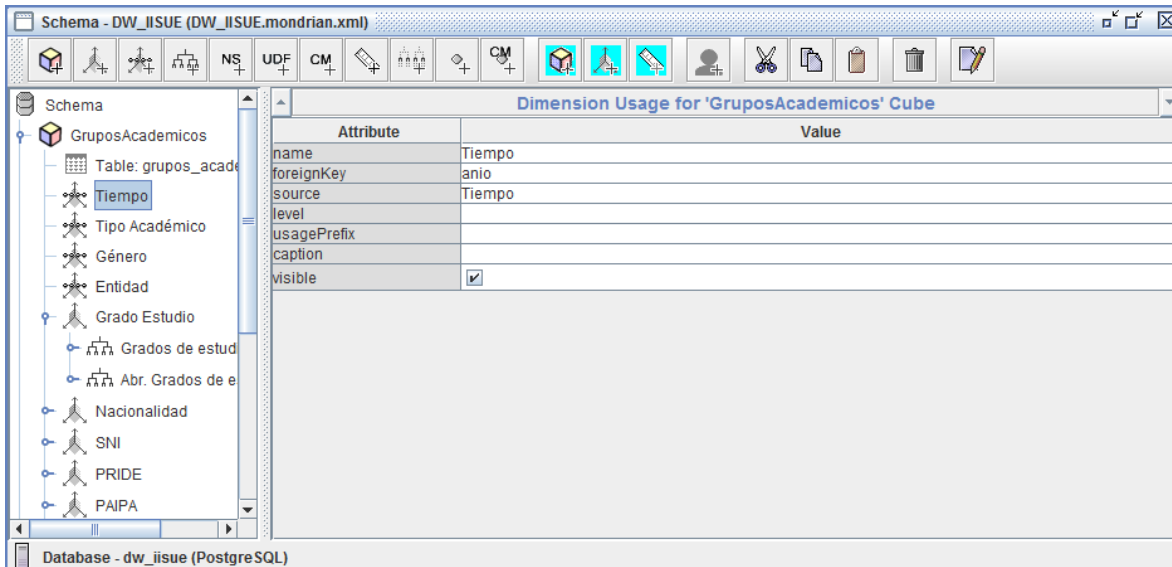 Schema - DW_IISUE (DW_IISUE.mondrian.xml)
NS UDF CM CM
Schema
GruposAcademicos
Table: grupos_acade
Tiempo
Tipo Académico
Género
Entidad
Grado Estudio
Grados de estudi
Abr. Grados de e
Nacionalidad
SNI
PRIDE
PAIPA
Dimension Usage for 'GruposAcademicos' Cube
Attribute Value
name Tiempo
foreignKey anio
source Tiempo
level
usagePrefix
caption
visible
Database - dw_iisue (PostgreSQL)